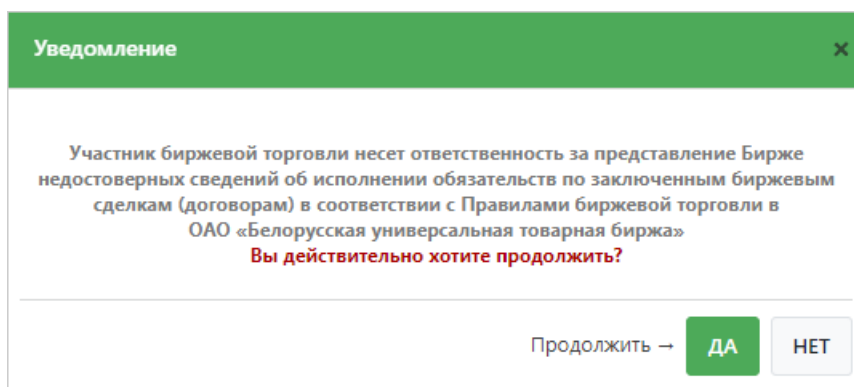 Уведомление ×
Участник биржевой торговли несет ответственность за представление Бирже
недостоверных сведений об исполнении обязательств по заключенным биржевым
сделкам (договорам) в соответствии с Правилами биржевой торговли в
ОАО «Белорусская универсальная товарная биржа»
Вы действительно хотите продолжить?
Продолжить → ДА НЕТ